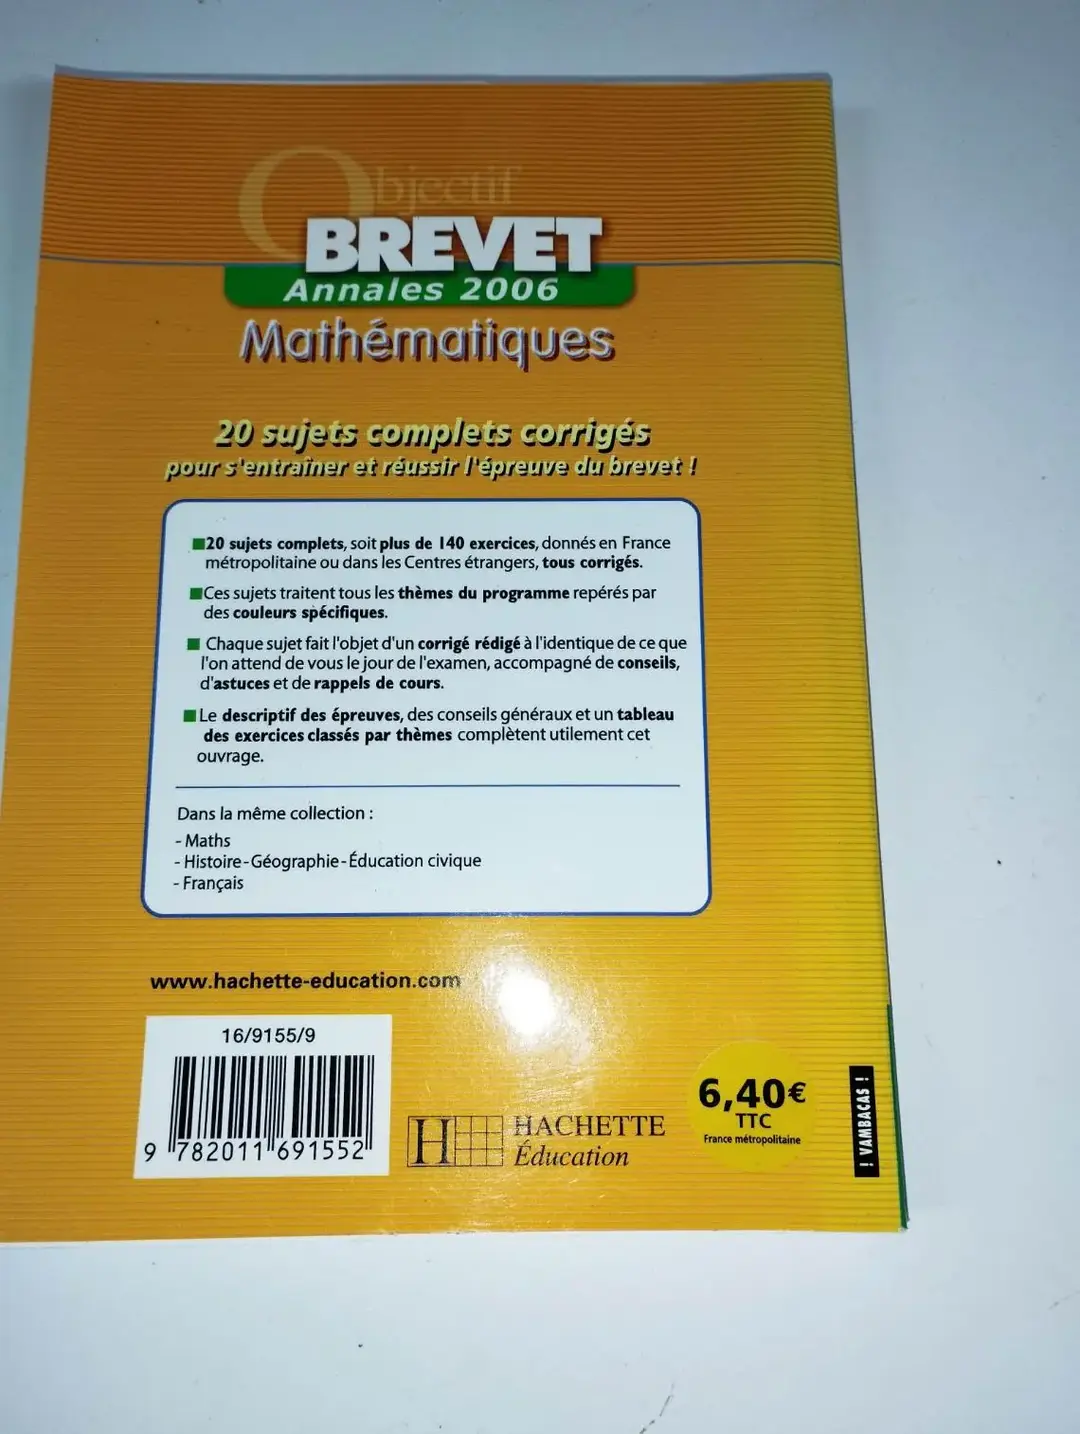 Objectif
BREVET
Annales 2006
Mathématiques
20 sujets complets corrigés
pour s'entraîner et réussir l'épreuve du brevet !
20 sujets complets, soit plus de 140 exercices, donnés en France
métropolitaine ou dans les Centres étrangers, tous corrigés.
Ces sujets traitent tous les thèmes du programme repérés par
des couleurs spécifiques.
Chaque sujet fait l'objet d'un corrigé rédigé à l'identique de ce que
l'on attend de vous le jour de l'examen, accompagné de conseils,
d'astuces et de rappels de cours.
Le descriptif des épreuves, des conseils généraux et un tableau
des exercices classés par thèmes complètent utilement cet
ouvrage.
Dans la même collection :
- Maths
- Histoire-Géographie-Éducation civique
- Français
www.hachette-education.com
16/9155/9
9 782011 691552
H
HACHETTE
Éducation
6,40€
TTC
France métropolitaine
! VAMBACAS !